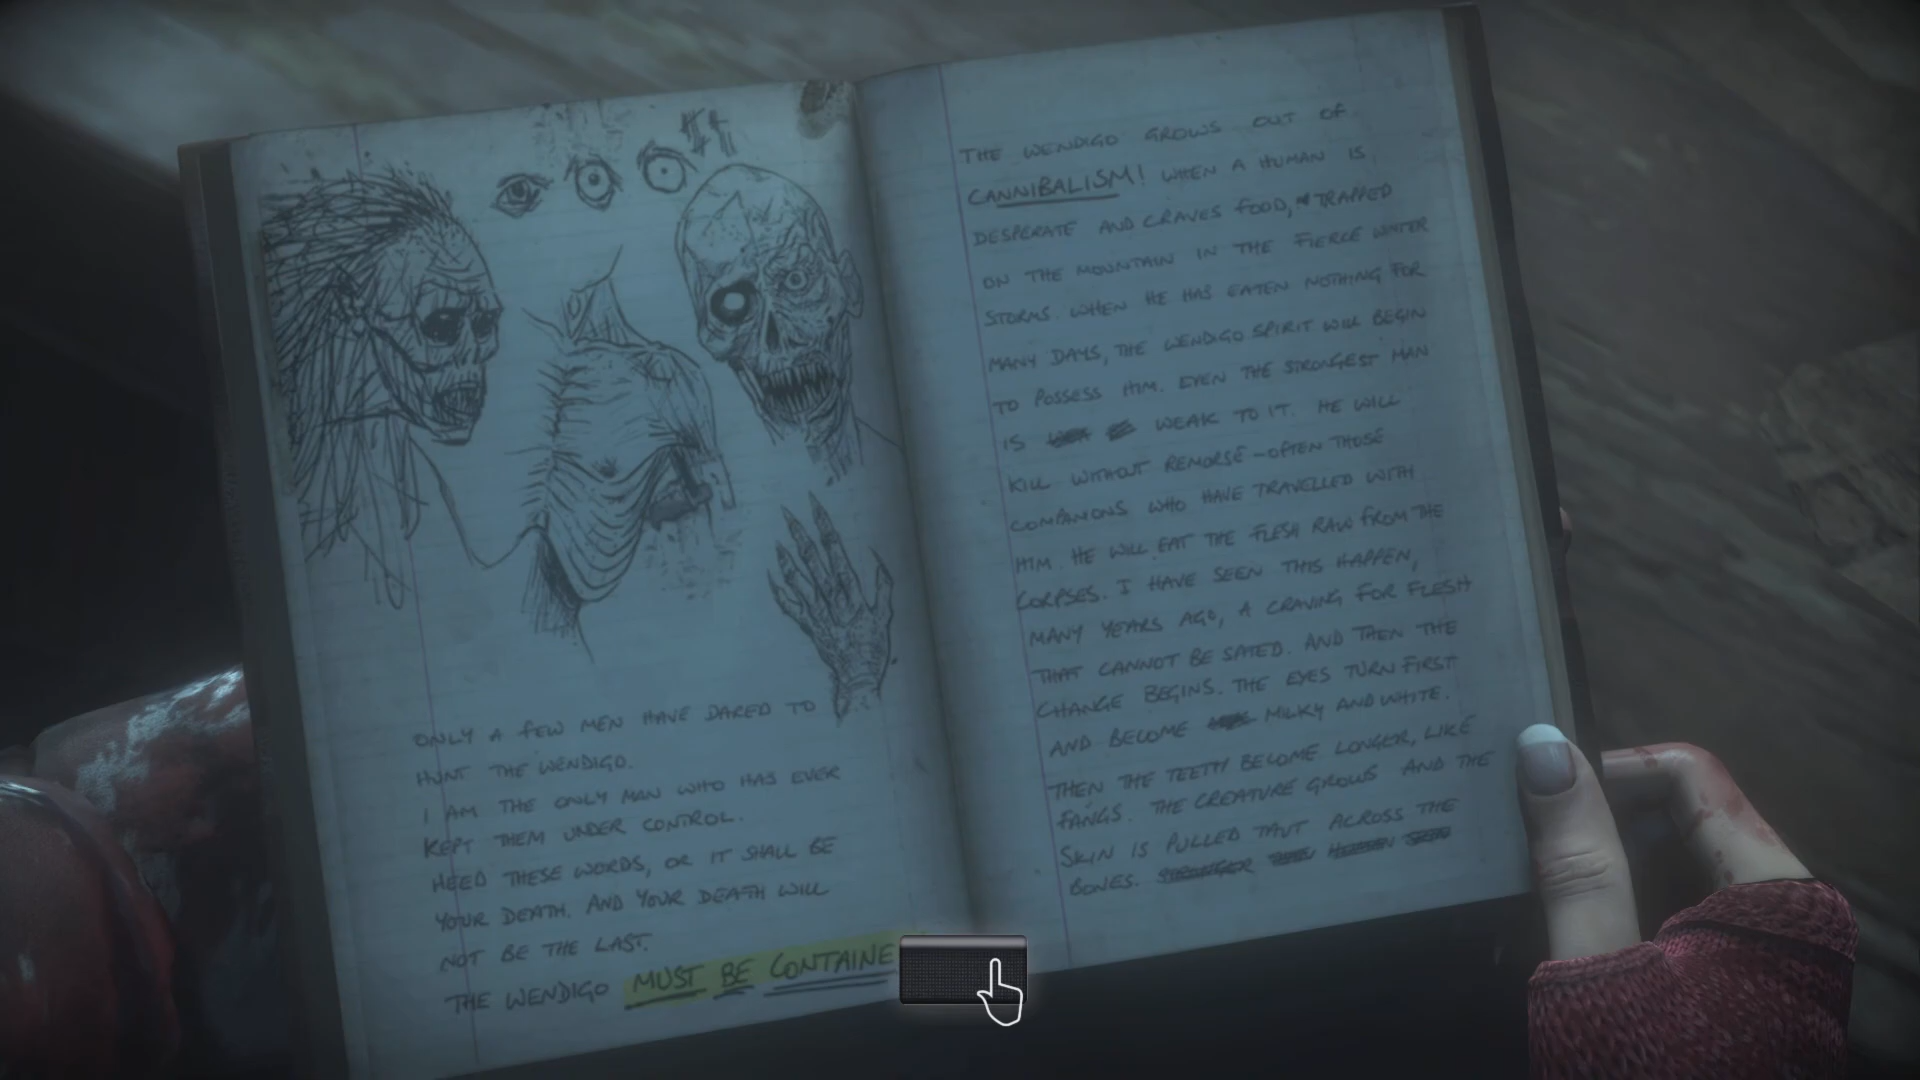 ONLY A FEW MEN HAVE DARED TO
HUNT THE WENDIGO.
I AM THE ONLY MAN WHO HAS EVER
KEPT THEM UNDER CONTROL.
HEED THESE WORDS, OR IT SHALL BE
YOUR DEATH. AND YOUR DEATH WILL
NOT BE THE LAST.
THE WENDIGO MUST BE CONTAINE
THE WENDIGO GROWS OUT OF
CANNIBALISM! WHEN A HUMAN IS
DESPERATE AND CRAVES FOOD, TRAPPED
ON THE MOUNTAIN IN THE FIERCE WINTER
STORMS. WHEN HE HAS EATEN NOTHING FOR
MANY DAYS, THE WENDIGO SPIRIT WILL BEGIN
TO POSSESS HIM. EVEN THE STRONGEST MAN
IS WEAK TO IT. HE WILL
KILL WITHOUT REMORSE - OFTEN THOSE
COMPANIONS WHO HAVE TRAVELLED WITH
HIM. HE WILL EAT THE FLESH RAW FROM THE
CORPSES. I HAVE SEEN THIS HAPPEN,
MANY YEARS AGO, A CRAVING FOR FLESH
THAT CANNOT BE SATED. AND THEN THE
CHANGE BEGINS. THE EYES TURN FIRST
AND BECOME MILKY AND WHITE.
THEN THE TEETH BECOME LONGER, LIKE
FANGS. THE CREATURE GROWS AND THE
SKIN IS PULLED TAUT ACROSS THE
BONES. STRONGER THAN HUMAN SKIN